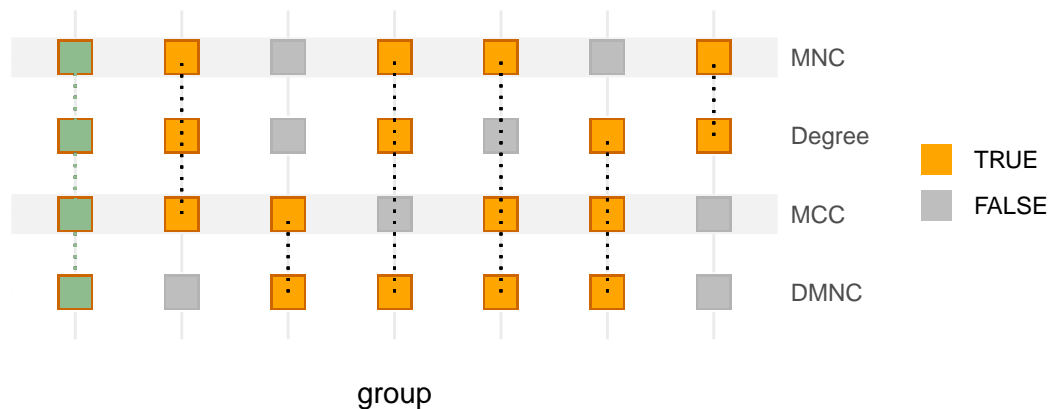 MNC
Degree
MCC
DMNC
TRUE
FALSE
group